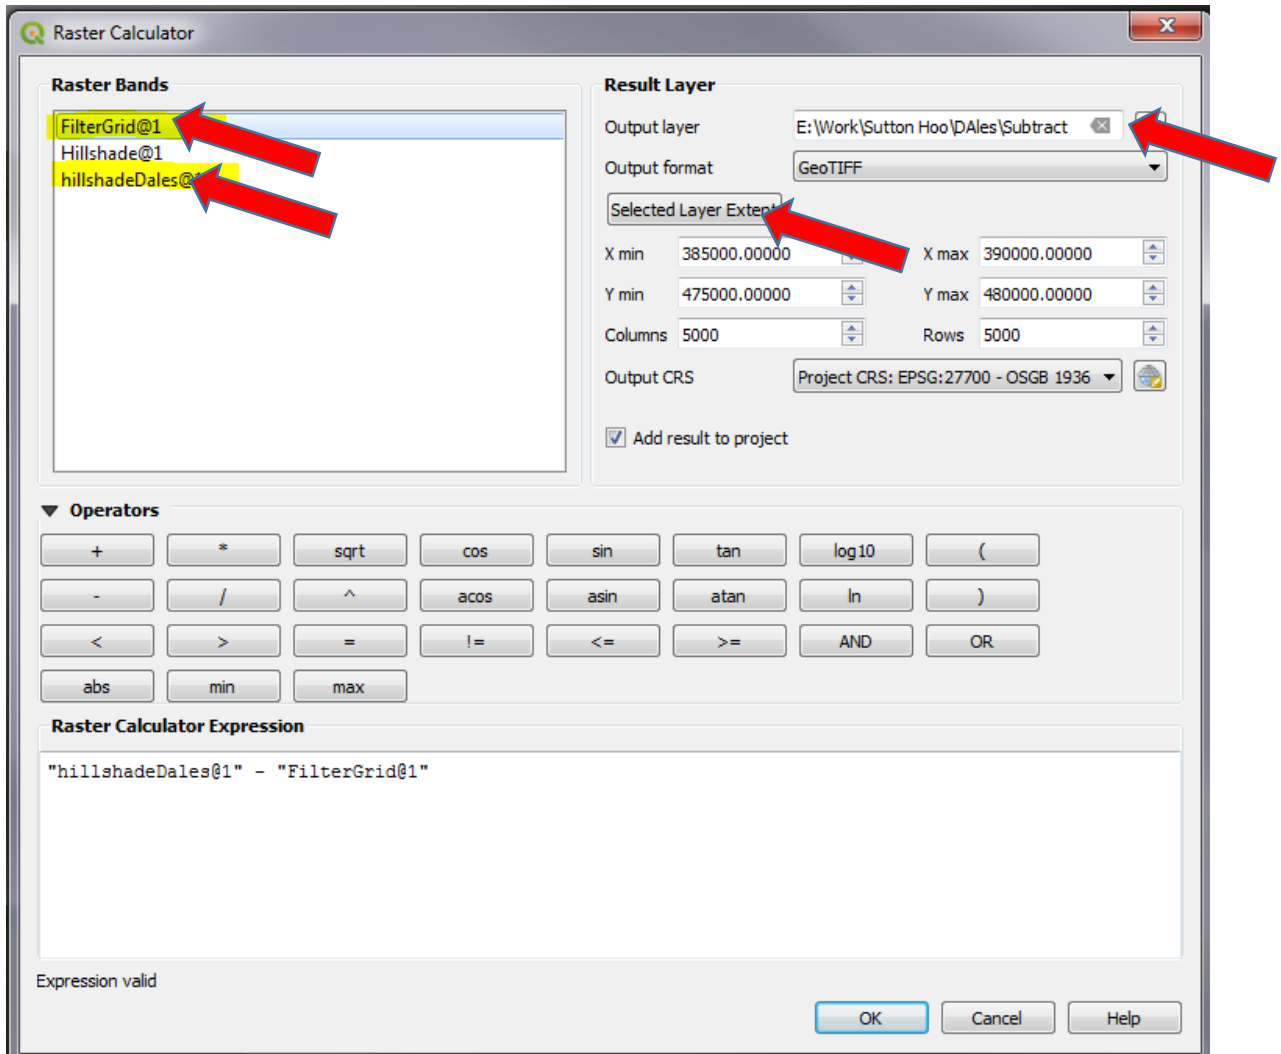 Raster Calculator
Raster Bands
FilterGrid@1
Hillshade@1
hillshadeDales@
Result Layer
Output layer E:\Work\Sutton Hoo\DAles\Subtract
Output format GeoTIFF
Selected Layer Extent
X min 385000.00000 X max 390000.00000
Y min 475000.00000 Y max 480000.00000
Columns 5000 Rows 5000
Output CRS Project CRS: EPSG:27700 - OSGB 1936
Add result to project
Operators
+ * sqrt cos sin tan log10 (
- / ^ acos asin atan ln )
< > = != <= >= AND OR
abs min max
Raster Calculator Expression
"hillshadeDales@1" - "FilterGrid@1"
Expression valid
OK Cancel Help